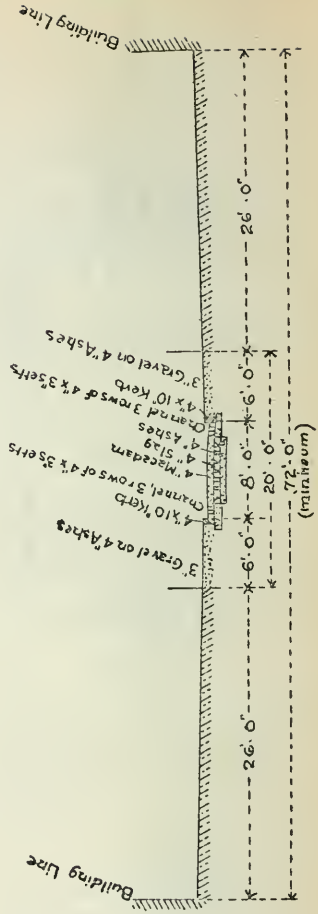 Building Line
3" Gravel on 4" Ashes
4" x 10" Kerb
Channel, 3 rows of 4" x 3" setts
4" Macadam
4" Slag
4" Ashes
Channel 3 rows of 4" x 3" setts
4" x 10" Kerb
3" Gravel on 4" Ashes
Building Line
26'. 0" 6'. 0" 8'. 0" 6'. 0" 26'. 0"
20'. 0"
72'. 0"
(minimum)